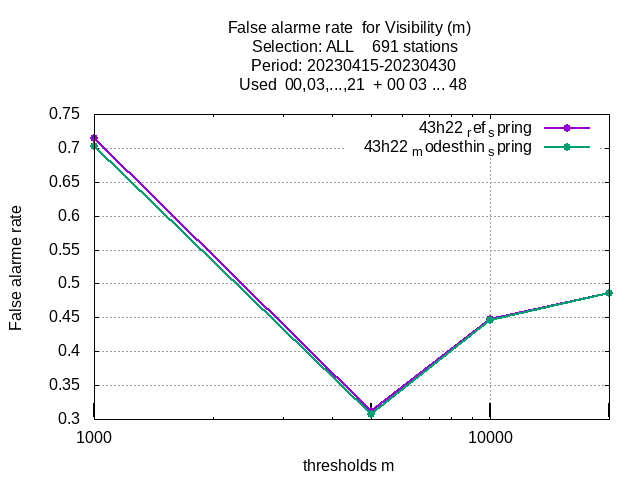 False alarme rate  for Visibility (m)
Selection: ALL    691 stations
Period: 20230415-20230430
Used  00,03,...,21  + 00 03 ... 48
0.75
43h22 ref spring
0.7
43h22 modesthin spring
0.65
0.6
0.55
0.5
0.45
0.4
0.35
0.3
False alarme rate
1000
10000
thresholds m